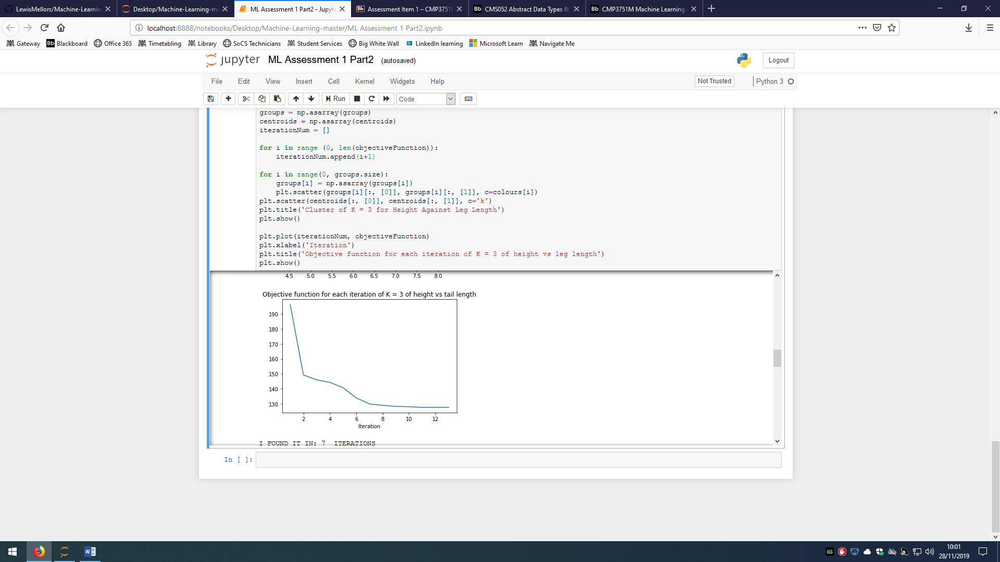 LewisMellors/Machine-Learnin
Desktop/Machine-Learning-ma
ML Assessment 1 Part2 - Jupyte
Assessment Item 1 – CMP3751
CMS052 Abstract Data Types &
CMP3751M Machine Learning
localhost:8888/notebooks/Desktop/Machine-Learning-master/ML Assessment 1 Part2.ipynb
Gateway
Bb Blackboard
Office 365
Timetabling
Library
SoCS Technicians
Student Services
Big White Wall
LinkedIn learning
Microsoft Learn
Navigate Me
jupyter ML Assessment 1 Part2 (autosaved)
Logout
File Edit View Insert Cell Kernel Widgets Help
Not Trusted
Python 3
Run
Code
groups = np.asarray(groups)
centroids = np.asarray(centroids)
iterationNum = []
for i in range (0, len(objectiveFunction)):
    iterationNum.append(i+1)
for i in range(0, groups.size):
    groups[i] = np.asarray(groups[i])
    plt.scatter(groups[i][:, [0]], groups[i][:, [1]], c=colours[i])
plt.scatter(centroids[:, [0]], centroids[:, [1]], c='k')
plt.title('Cluster of K = 3 for Height Against Leg Length')
plt.show()
plt.plot(iterationNum, objectiveFunction)
plt.xlabel('Iteration')
plt.title('Objective function for each iteration of K = 3 of height vs leg length')
plt.show()
4.5 5.0 5.5 6.0 6.5 7.0 7.5 8.0
Objective function for each iteration of K = 3 of height vs tail length
190
180
170
160
150
140
130
2 4 6 8 10 12
Iteration
I FOUND IT IN: 7  ITERATIONS
In [ ]:
10:01
28/11/2019